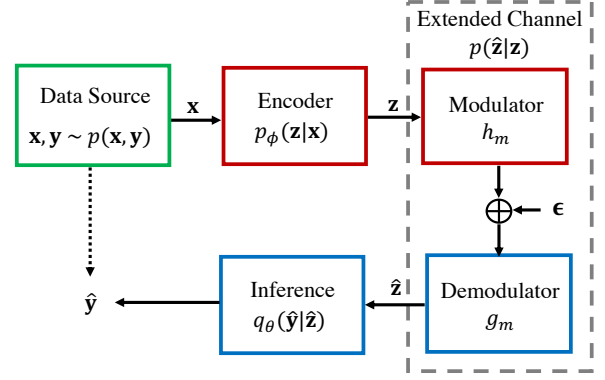 Extended Channel
p(ẑ|z)
Data Source
x, y ~ p(x, y)
x
Encoder
p_ϕ(z|x)
z
Modulator
h_m
ϵ
ŷ
Inference
q_θ(ŷ|ẑ)
ẑ
Demodulator
g_m